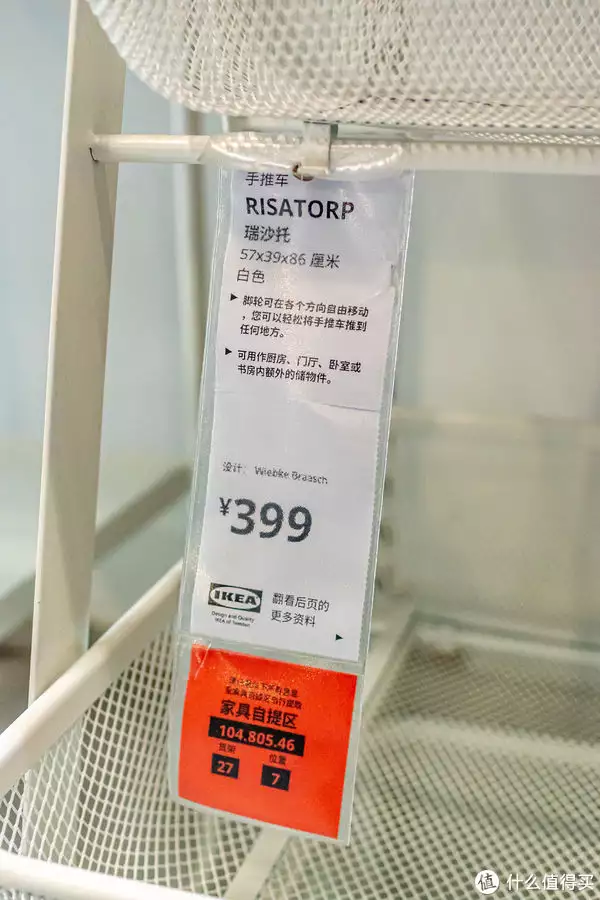 手推车
RISATORP
瑞沙托
57x39x86 厘米
白色
▶ 脚轮可在各个方向自由移动
，您可以轻松将手推车推到
任何地方。
▶ 可用作厨房、门厅、卧室或
书房内额外的储物件。
设计： Wiebke Braasch
¥399
IKEA
Design and Quality
IKEA of Sweden
翻看后页的
更多资料
▶
家具自提区
104.805.46
货架 位置
27 7
值 什么值得买